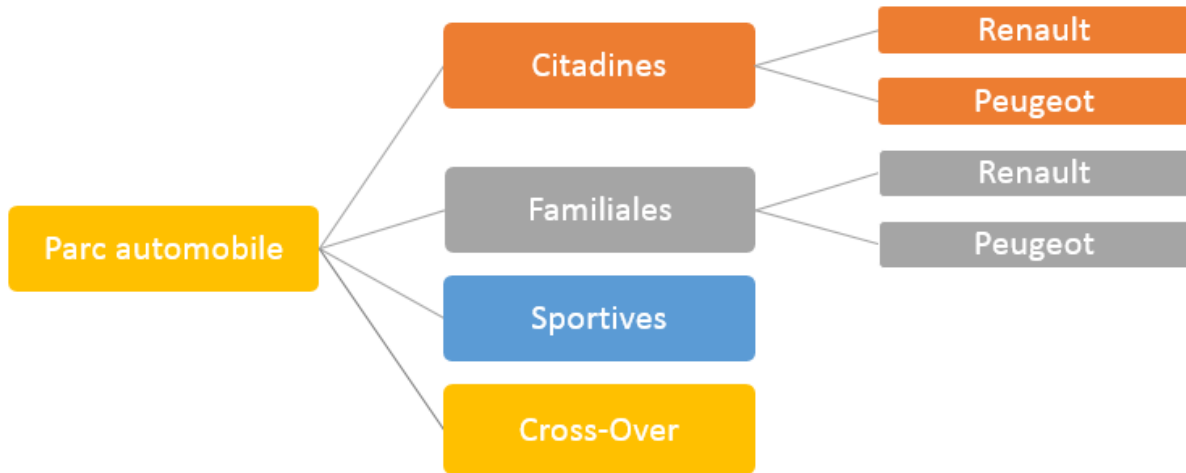 Parc automobile
Citadines
Renault
Peugeot
Familiales
Renault
Peugeot
Sportives
Cross-Over